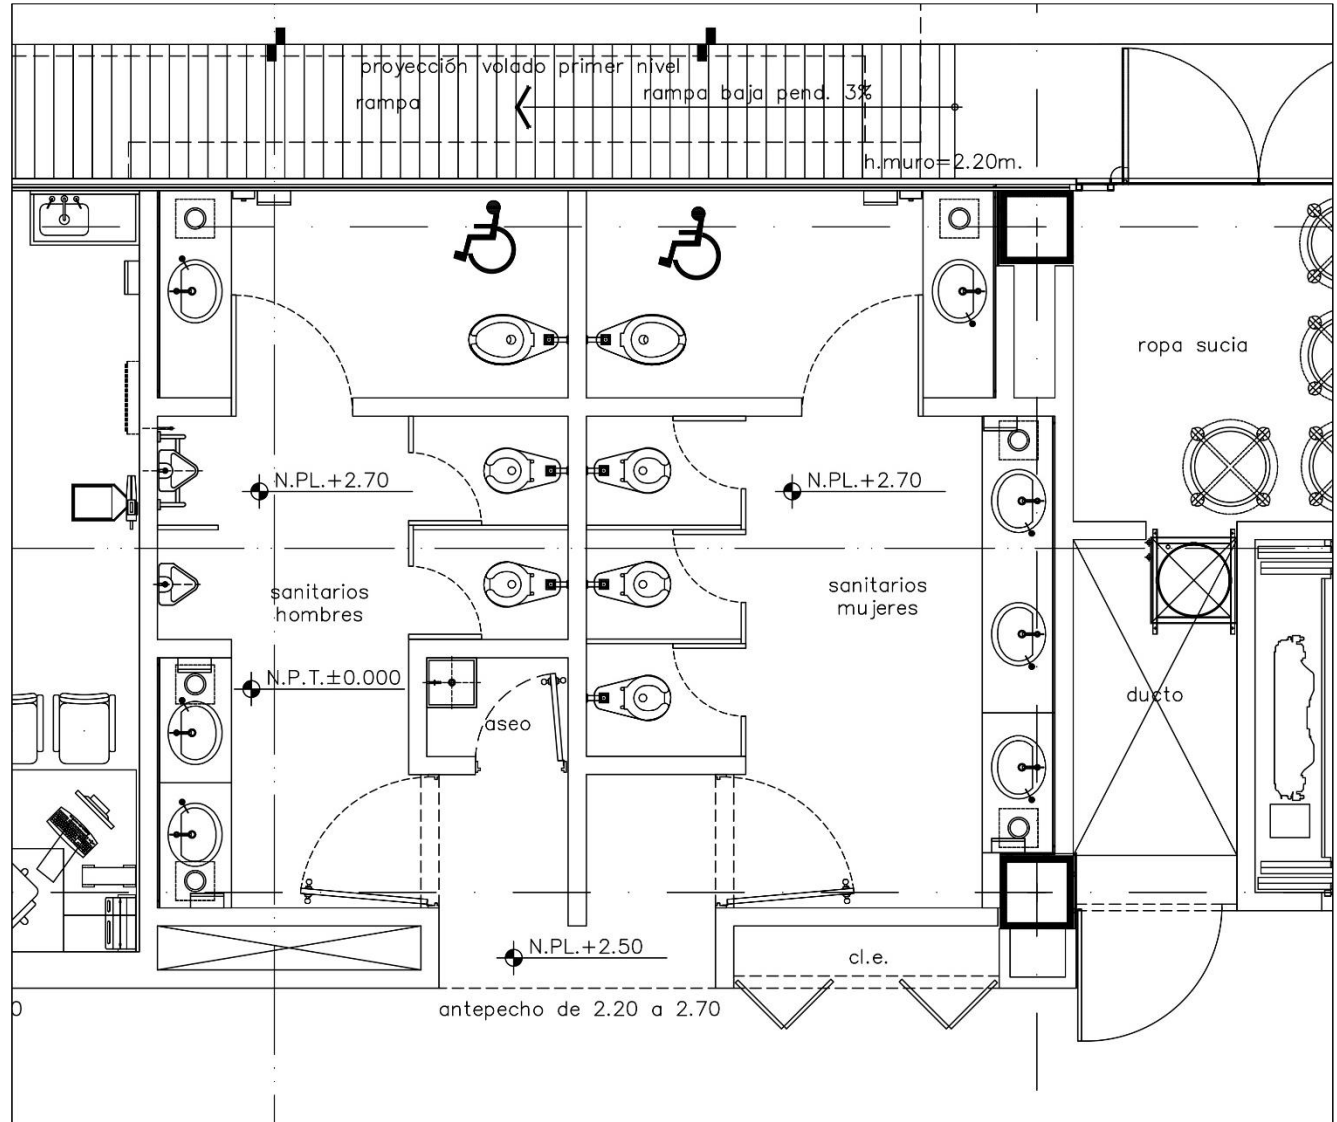 proyección volado primer nivel
rampa
rampa baja pend. 3%
h.muro=2.20m.
ropa sucia
N.PL.+2.70
N.PL.+2.70
sanitarios
hombres
sanitarios
mujeres
N.P.T.±0.000
aseo
ducto
N.PL.+2.50
cl.e.
0
antepecho de 2.20 a 2.70